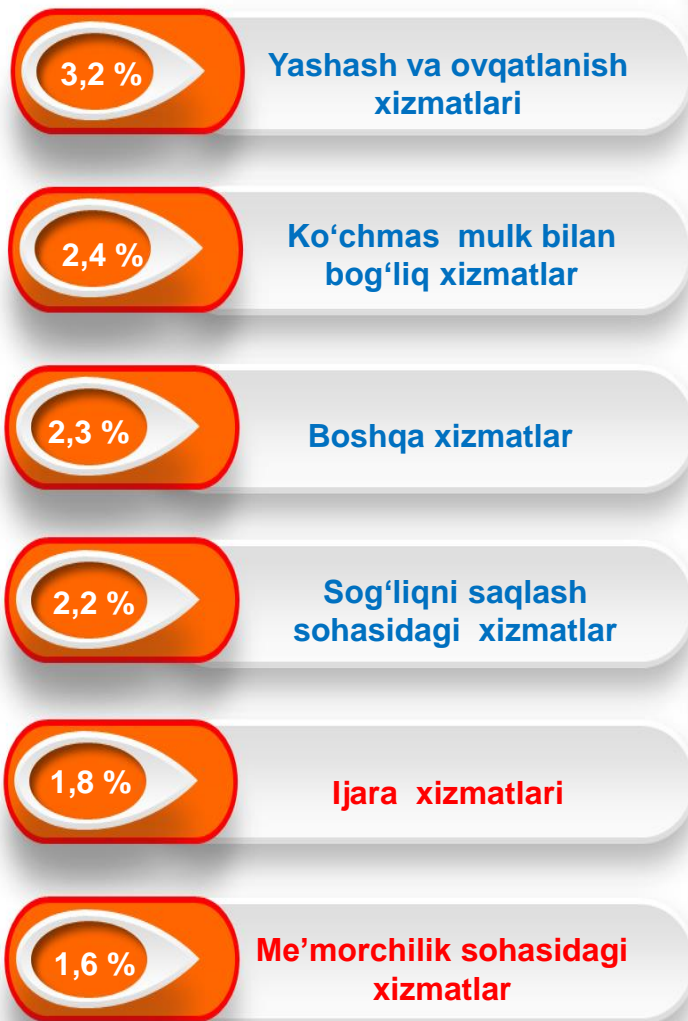 3,2 %
Yashash va ovqatlanish
xizmatlari
2,4 %
Ko‘chmas mulk bilan
bog‘liq xizmatlar
2,3 %
Boshqa xizmatlar
2,2 %
Sog‘liqni saqlash
sohasidagi xizmatlar
1,8 %
Ijara xizmatlari
1,6 %
Me’morchilik sohasidagi
xizmatlar